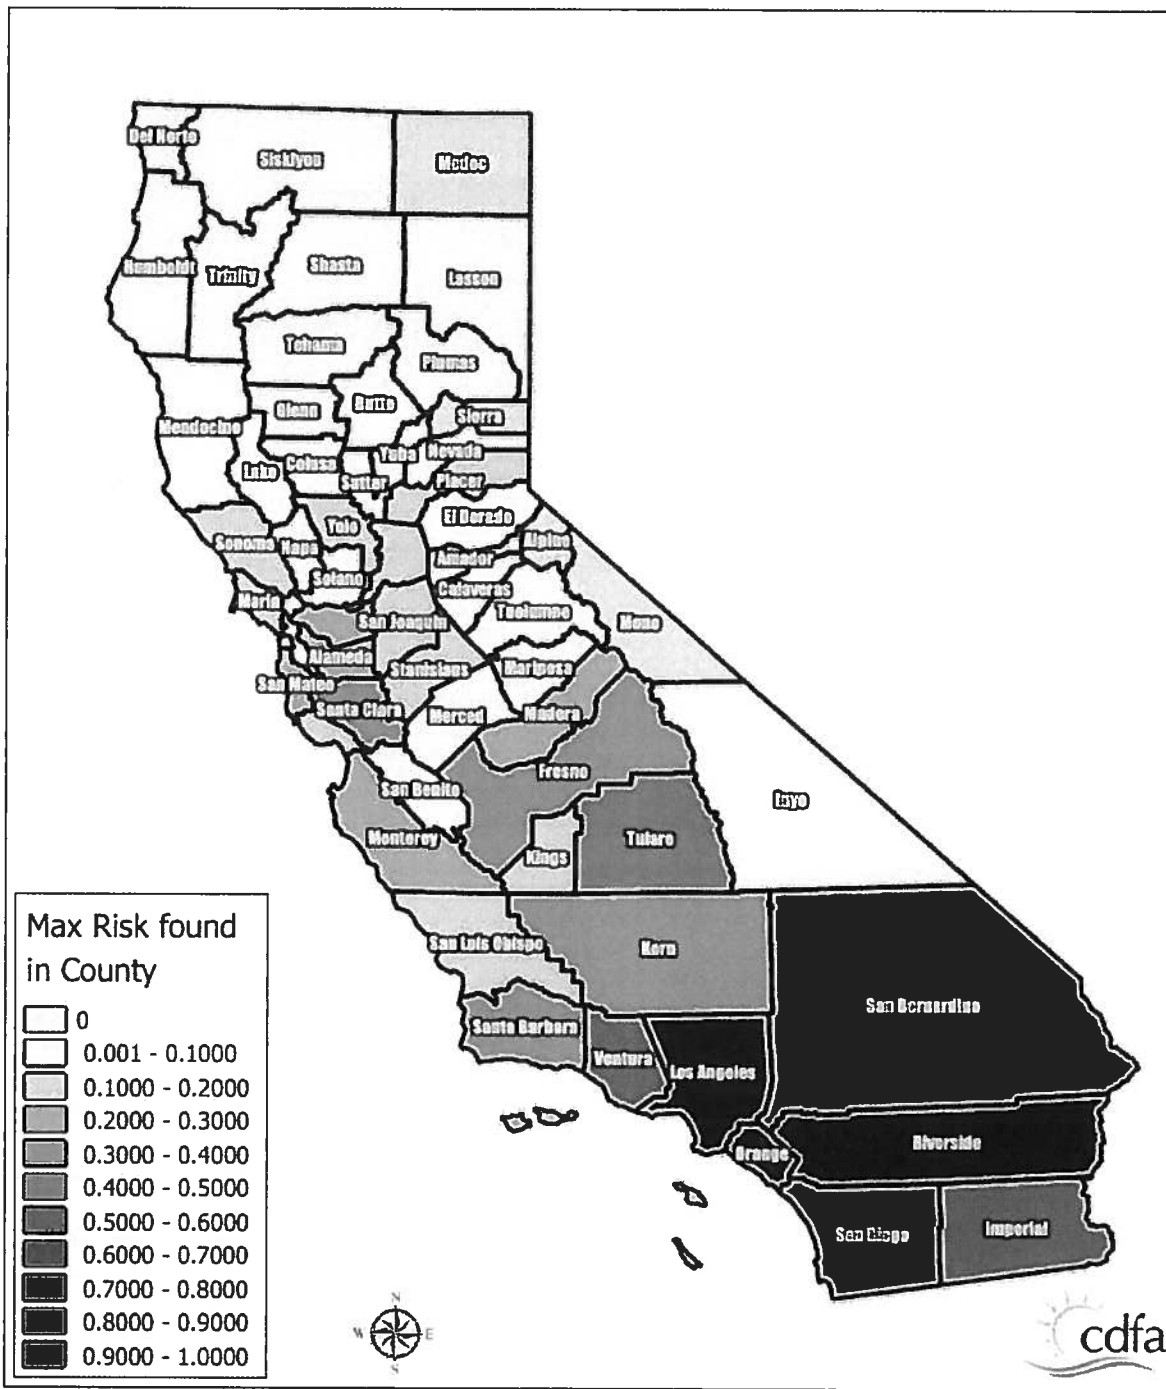 Del Norte
Siskiyou
Modoc
Humboldt
Trinity
Shasta
Lassen
Tehama
Plumas
Glenn
Butte
Sierra
Mendocino
Lake
Colusa
Sutter
Yuba
Nevada
Placer
Sonoma
Napa
Yolo
El Dorado
Alpine
Amador
Solano
Marin
Calaveras
San Joaquin
Tuolumne
Mono
Alameda
Stanislaus
Mariposa
San Mateo
Santa Clara
Merced
Madera
Fresno
San Benito
Inyo
Monterey
Kings
Tulare
San Luis Obispo
Kern
San Bernardino
Santa Barbara
Ventura
Los Angeles
Orange
Riverside
San Diego
Imperial
Max Risk found
in County
0
0.001 - 0.1000
0.1000 - 0.2000
0.2000 - 0.3000
0.3000 - 0.4000
0.4000 - 0.5000
0.5000 - 0.6000
0.6000 - 0.7000
0.7000 - 0.8000
0.8000 - 0.9000
0.9000 - 1.0000
N
W E
S
cdfa